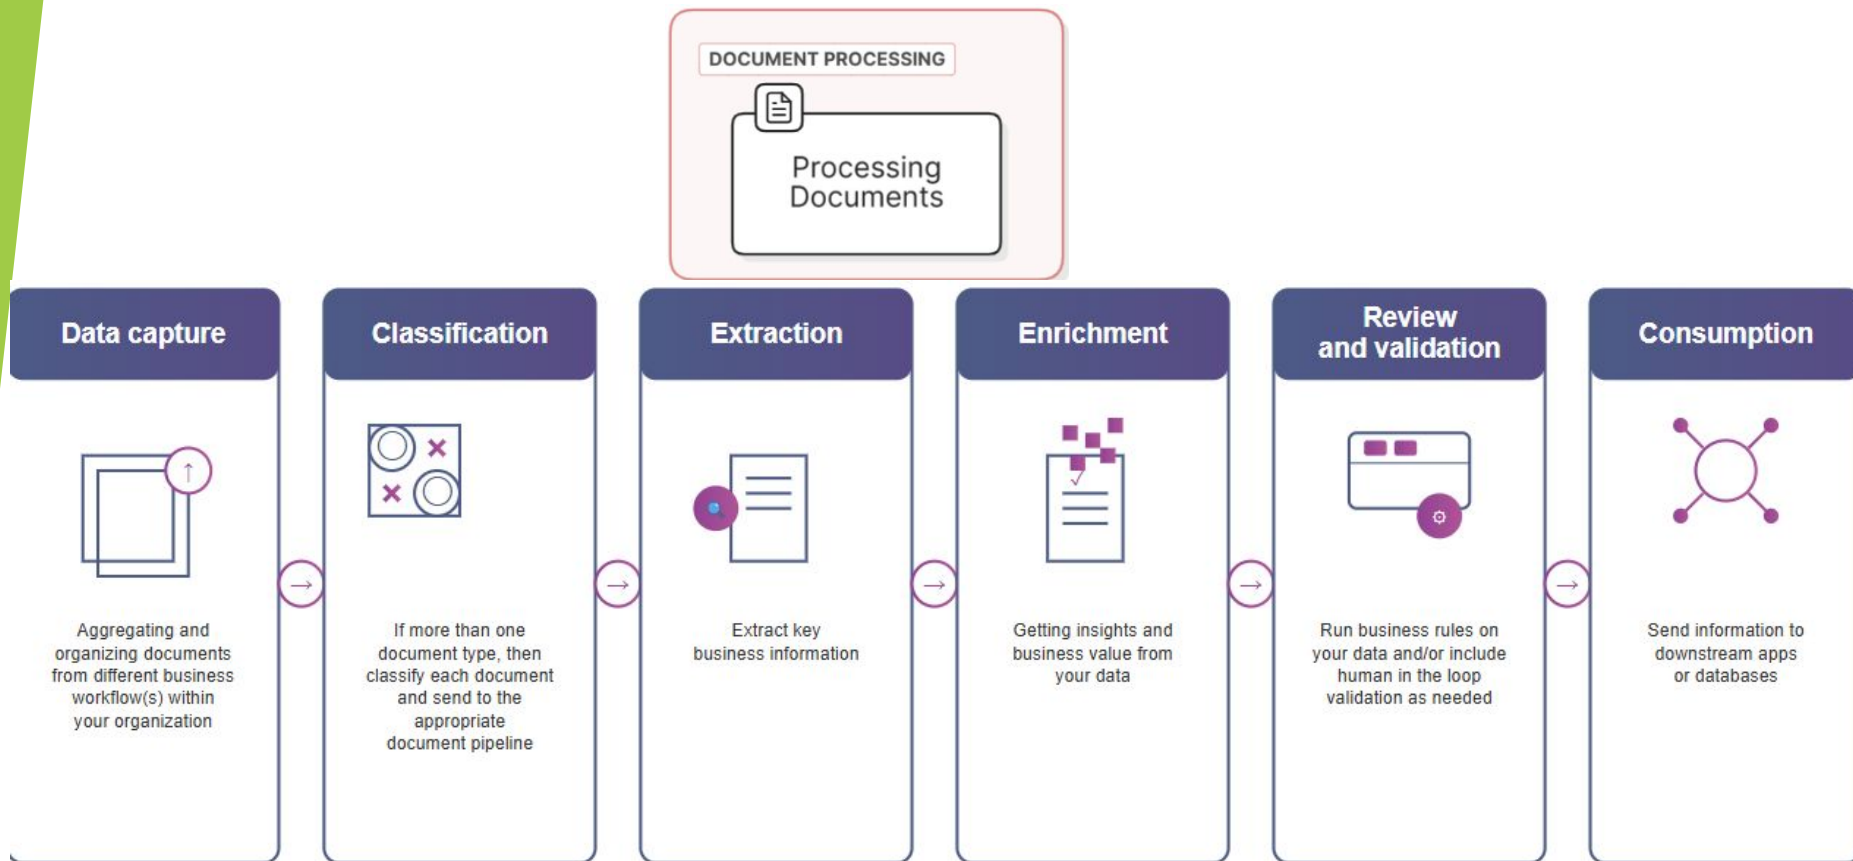 DOCUMENT PROCESSING
Processing
Documents
Data capture
Aggregating and
organizing documents
from different business
workflow(s) within
your organization
Classification
If more than one
document type, then
classify each document
and send to the
appropriate
document pipeline
Extraction
Extract key
business information
Enrichment
Getting insights and
business value from
your data
Review
and validation
Run business rules on
your data and/or include
human in the loop
validation as needed
Consumption
Send information to
downstream apps
or databases